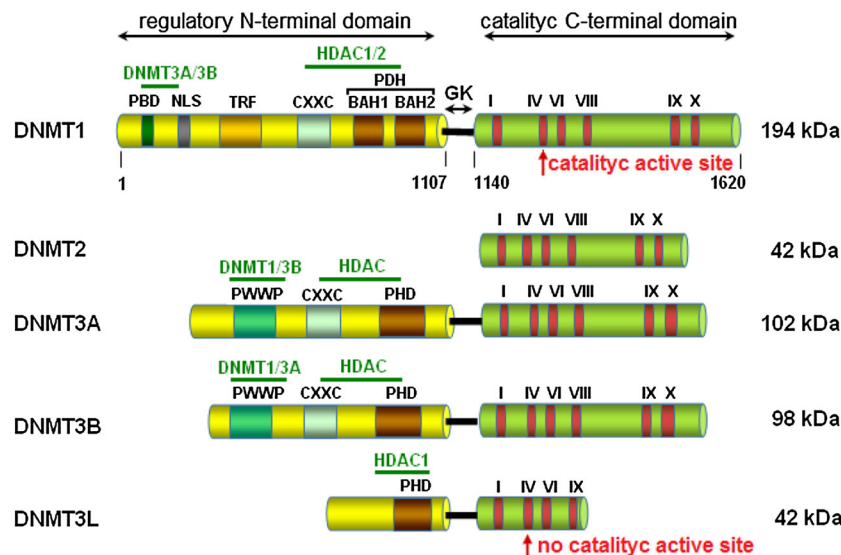 regulatory N-terminal domain catalityc C-terminal domain
HDAC1/2
DNMT3A/3B PDH
PBD NLS TRF CXXC BAH1 BAH2 GK I IV VI VIII IX X
DNMT1 194 kDa
catalityc active site
1 1107 1140 1620
I IV VI VIII IX X
DNMT2 42 kDa
DNMT1/3B HDAC
PWWP CXXC PHD I IV VI VIII IX X
DNMT3A 102 kDa
DNMT1/3A HDAC
PWWP CXXC PHD I IV VI VIII IX X
DNMT3B 98 kDa
HDAC1
PHD I IV VI IX
DNMT3L 42 kDa
no catalityc active site